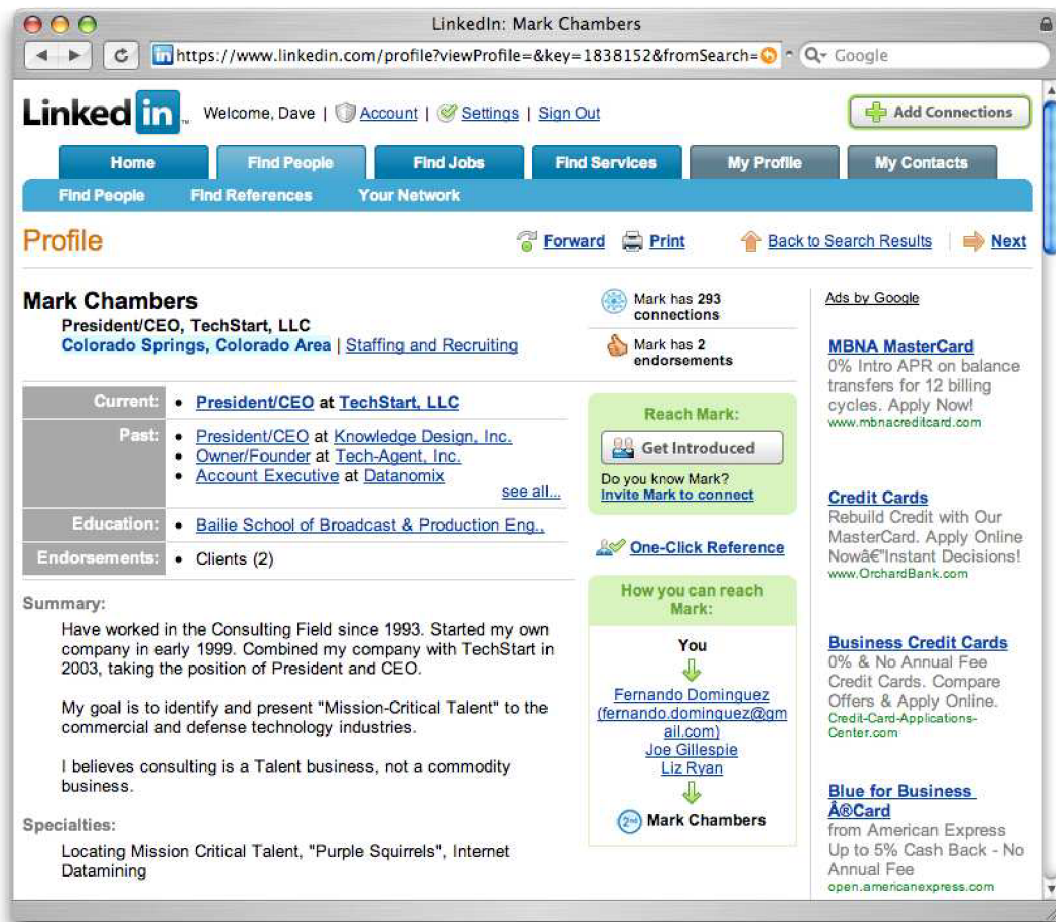 LinkedIn: Mark Chambers
https://www.linkedin.com/profile?viewProfile=&key=1838152&fromSearch=
Google
Linked in™ Welcome, Dave | Account | Settings | Sign Out
Add Connections
Home Find People Find Jobs Find Services My Profile My Contacts
Find People Find References Your Network
Profile
Forward Print Back to Search Results | Next
Mark Chambers
President/CEO, TechStart, LLC
Colorado Springs, Colorado Area | Staffing and Recruiting
Current: • President/CEO at TechStart, LLC
Past: • President/CEO at Knowledge Design, Inc.
• Owner/Founder at Tech-Agent, Inc.
• Account Executive at Datanomix
see all...
Education: • Bailie School of Broadcast & Production Eng.,
Endorsements: • Clients (2)
Summary:
Have worked in the Consulting Field since 1993. Started my own
company in early 1999. Combined my company with TechStart in
2003, taking the position of President and CEO.
My goal is to identify and present "Mission-Critical Talent" to the
commercial and defense technology industries.
I believes consulting is a Talent business, not a commodity
business.
Specialties:
Locating Mission Critical Talent, "Purple Squirrels", Internet
Datamining
Mark has 293
connections
Mark has 2
endorsements
Reach Mark:
Get Introduced
Do you know Mark?
Invite Mark to connect
One-Click Reference
How you can reach
Mark:
You
Fernando Dominguez
(fernando.dominguez@gm
ail.com)
Joe Gillespie
Liz Ryan
2nd Mark Chambers
Ads by Google
MBNA MasterCard
0% Intro APR on balance
transfers for 12 billing
cycles. Apply Now!
www.mbnacreditcard.com
Credit Cards
Rebuild Credit with Our
MasterCard. Apply Online
Nowâ€"Instant Decisions!
www.OrchardBank.com
Business Credit Cards
0% & No Annual Fee
Credit Cards. Compare
Offers & Apply Online.
Credit-Card-Applications-
Center.com
Blue for Business
Â®Card
from American Express
Up to 5% Cash Back - No
Annual Fee
open.americanexpress.com